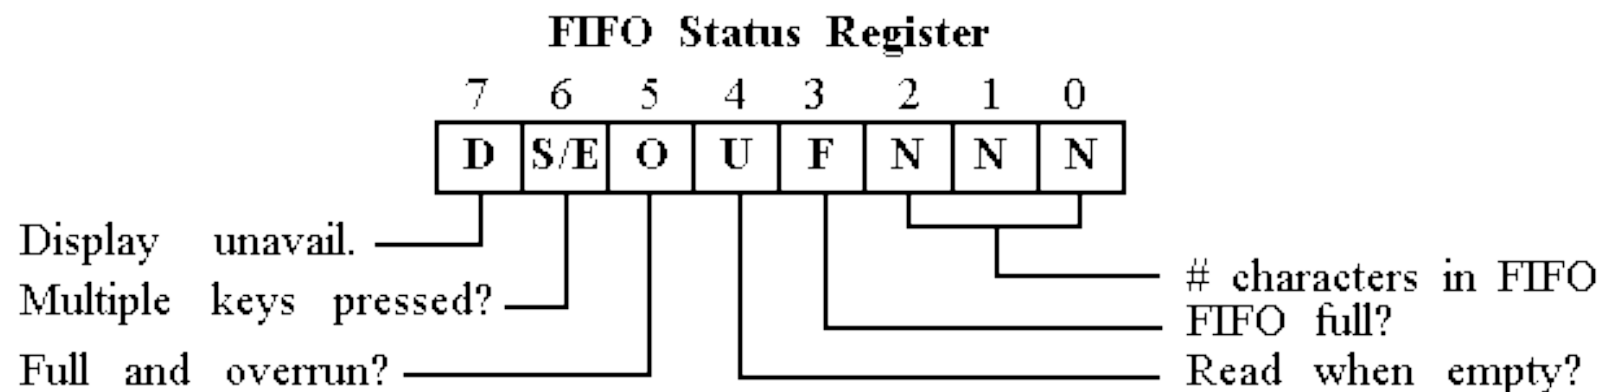 FIFO Status Register
7 6 5 4 3 2 1 0
D S/E O U F N N N
Display unavail.
Multiple keys pressed?
Full and overrun?
# characters in FIFO
FIFO full?
Read when empty?